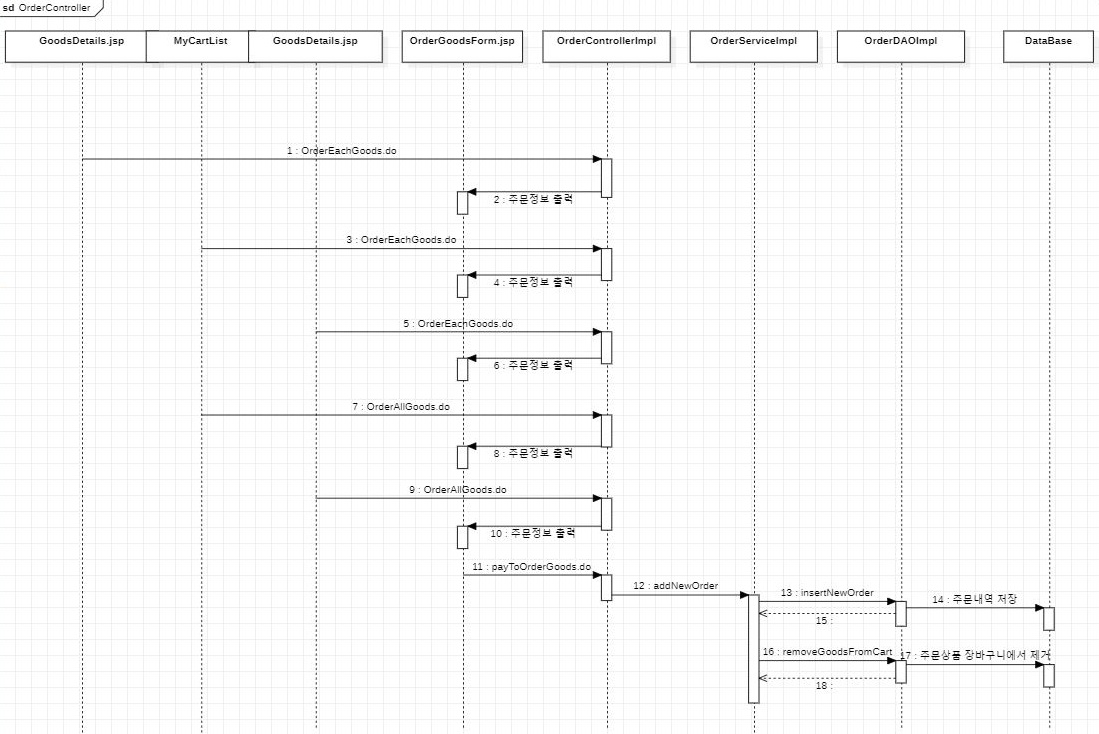 sd OrderController
GoodsDetails.jsp
MyCartList
GoodsDetails.jsp
OrderGoodsForm.jsp
OrderControllerImpl
OrderServiceImpl
OrderDAOImpl
DataBase
1 : OrderEachGoods.do
2 : 주문정보 출력
3 : OrderEachGoods.do
4 : 주문정보 출력
5 : OrderEachGoods.do
6 : 주문정보 출력
7 : OrderAllGoods.do
8 : 주문정보 출력
9 : OrderAllGoods.do
10 : 주문정보 출력
11 : payToOrderGoods.do
12 : addNewOrder
13 : insertNewOrder
14 : 주문내역 저장
15 :
16 : removeGoodsFromCart
17 : 주문상품 장바구니에서 제거
18 :